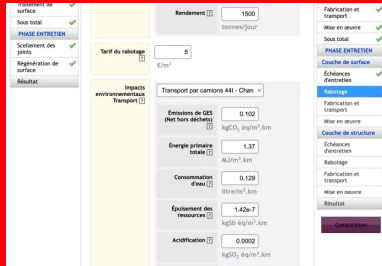 Traitement de
surface
Sous total
PHASE ENTRETIEN
Scellement des
joints
Régénération de
surface
Résultat
Rendement [?] 1500
tonnes/jour
Tarif du rabotage
[?]
5
€/m²
Impacts
environnementaux
Transport [?]
Transport par camions 44t - Chan
Émissions de GES
(Net hors déchets)
[?]
0.102
kgCO₂ éq/m³.km
Énergie primaire
totale [?]
1.37
MJ/m³.km
Consommation
d'eau [?]
0.129
litre/m³.km
Épuisement des
ressources [?]
1.42e-7
kgSb éq/m³.km
Acidification [?] 0.0002
kgSO₂ éq/m³.km
Fabrication et
transport
Mise en œuvre
Sous total
PHASE ENTRETIEN
Couche de surface
Échéances
d'entretien
Rabotage
Fabrication et
transport
Mise en œuvre
Couche de structure
Échéances
d'entretien
Rabotage
Fabrication et
transport
Mise en oeuvre
Résultat
Comparaison